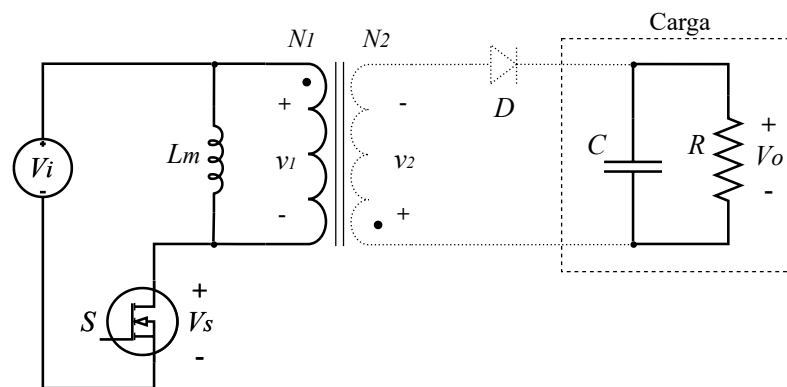 Carga
N1
N2
+
-
D
+
-
Vi
Lm
v1
v2
C
R
+
Vo
-
-
+
S
+
Vs
-